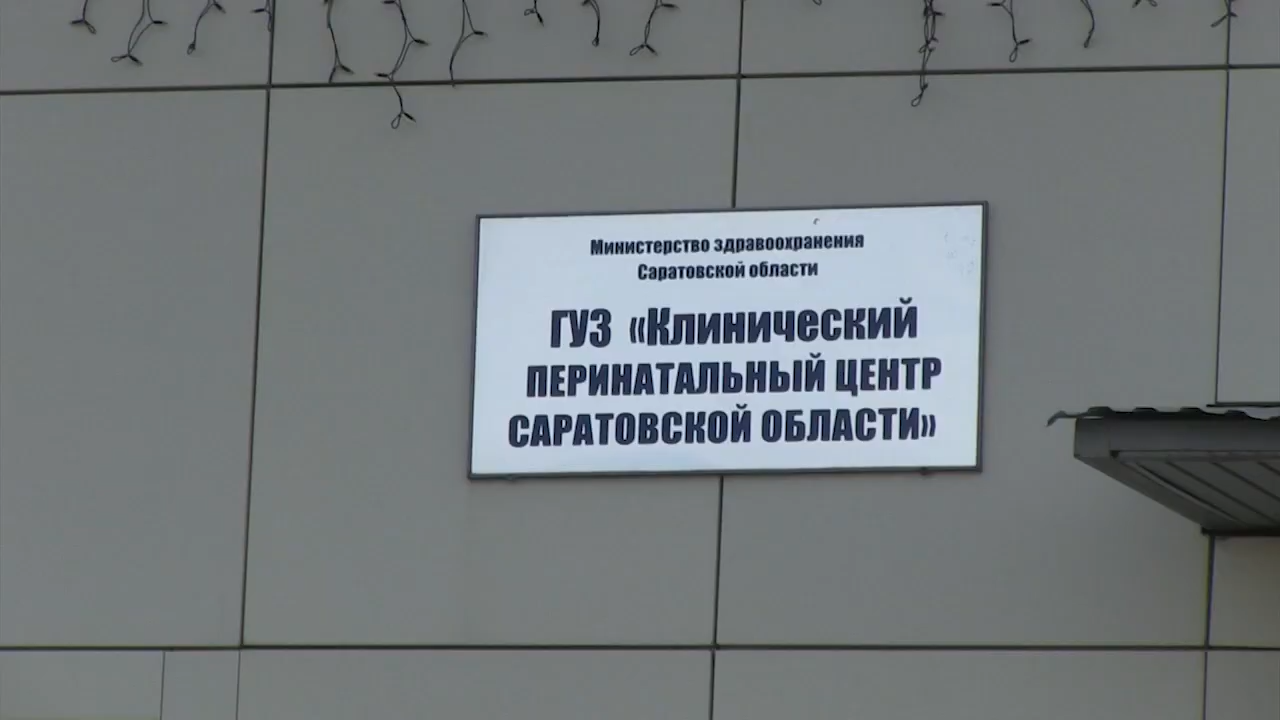 Министерство здравоохранения
Саратовской области
ГУЗ «Клинический
ПЕРИНАТАЛЬНЫЙ ЦЕНТР
САРАТОВСКОЙ ОБЛАСТИ»